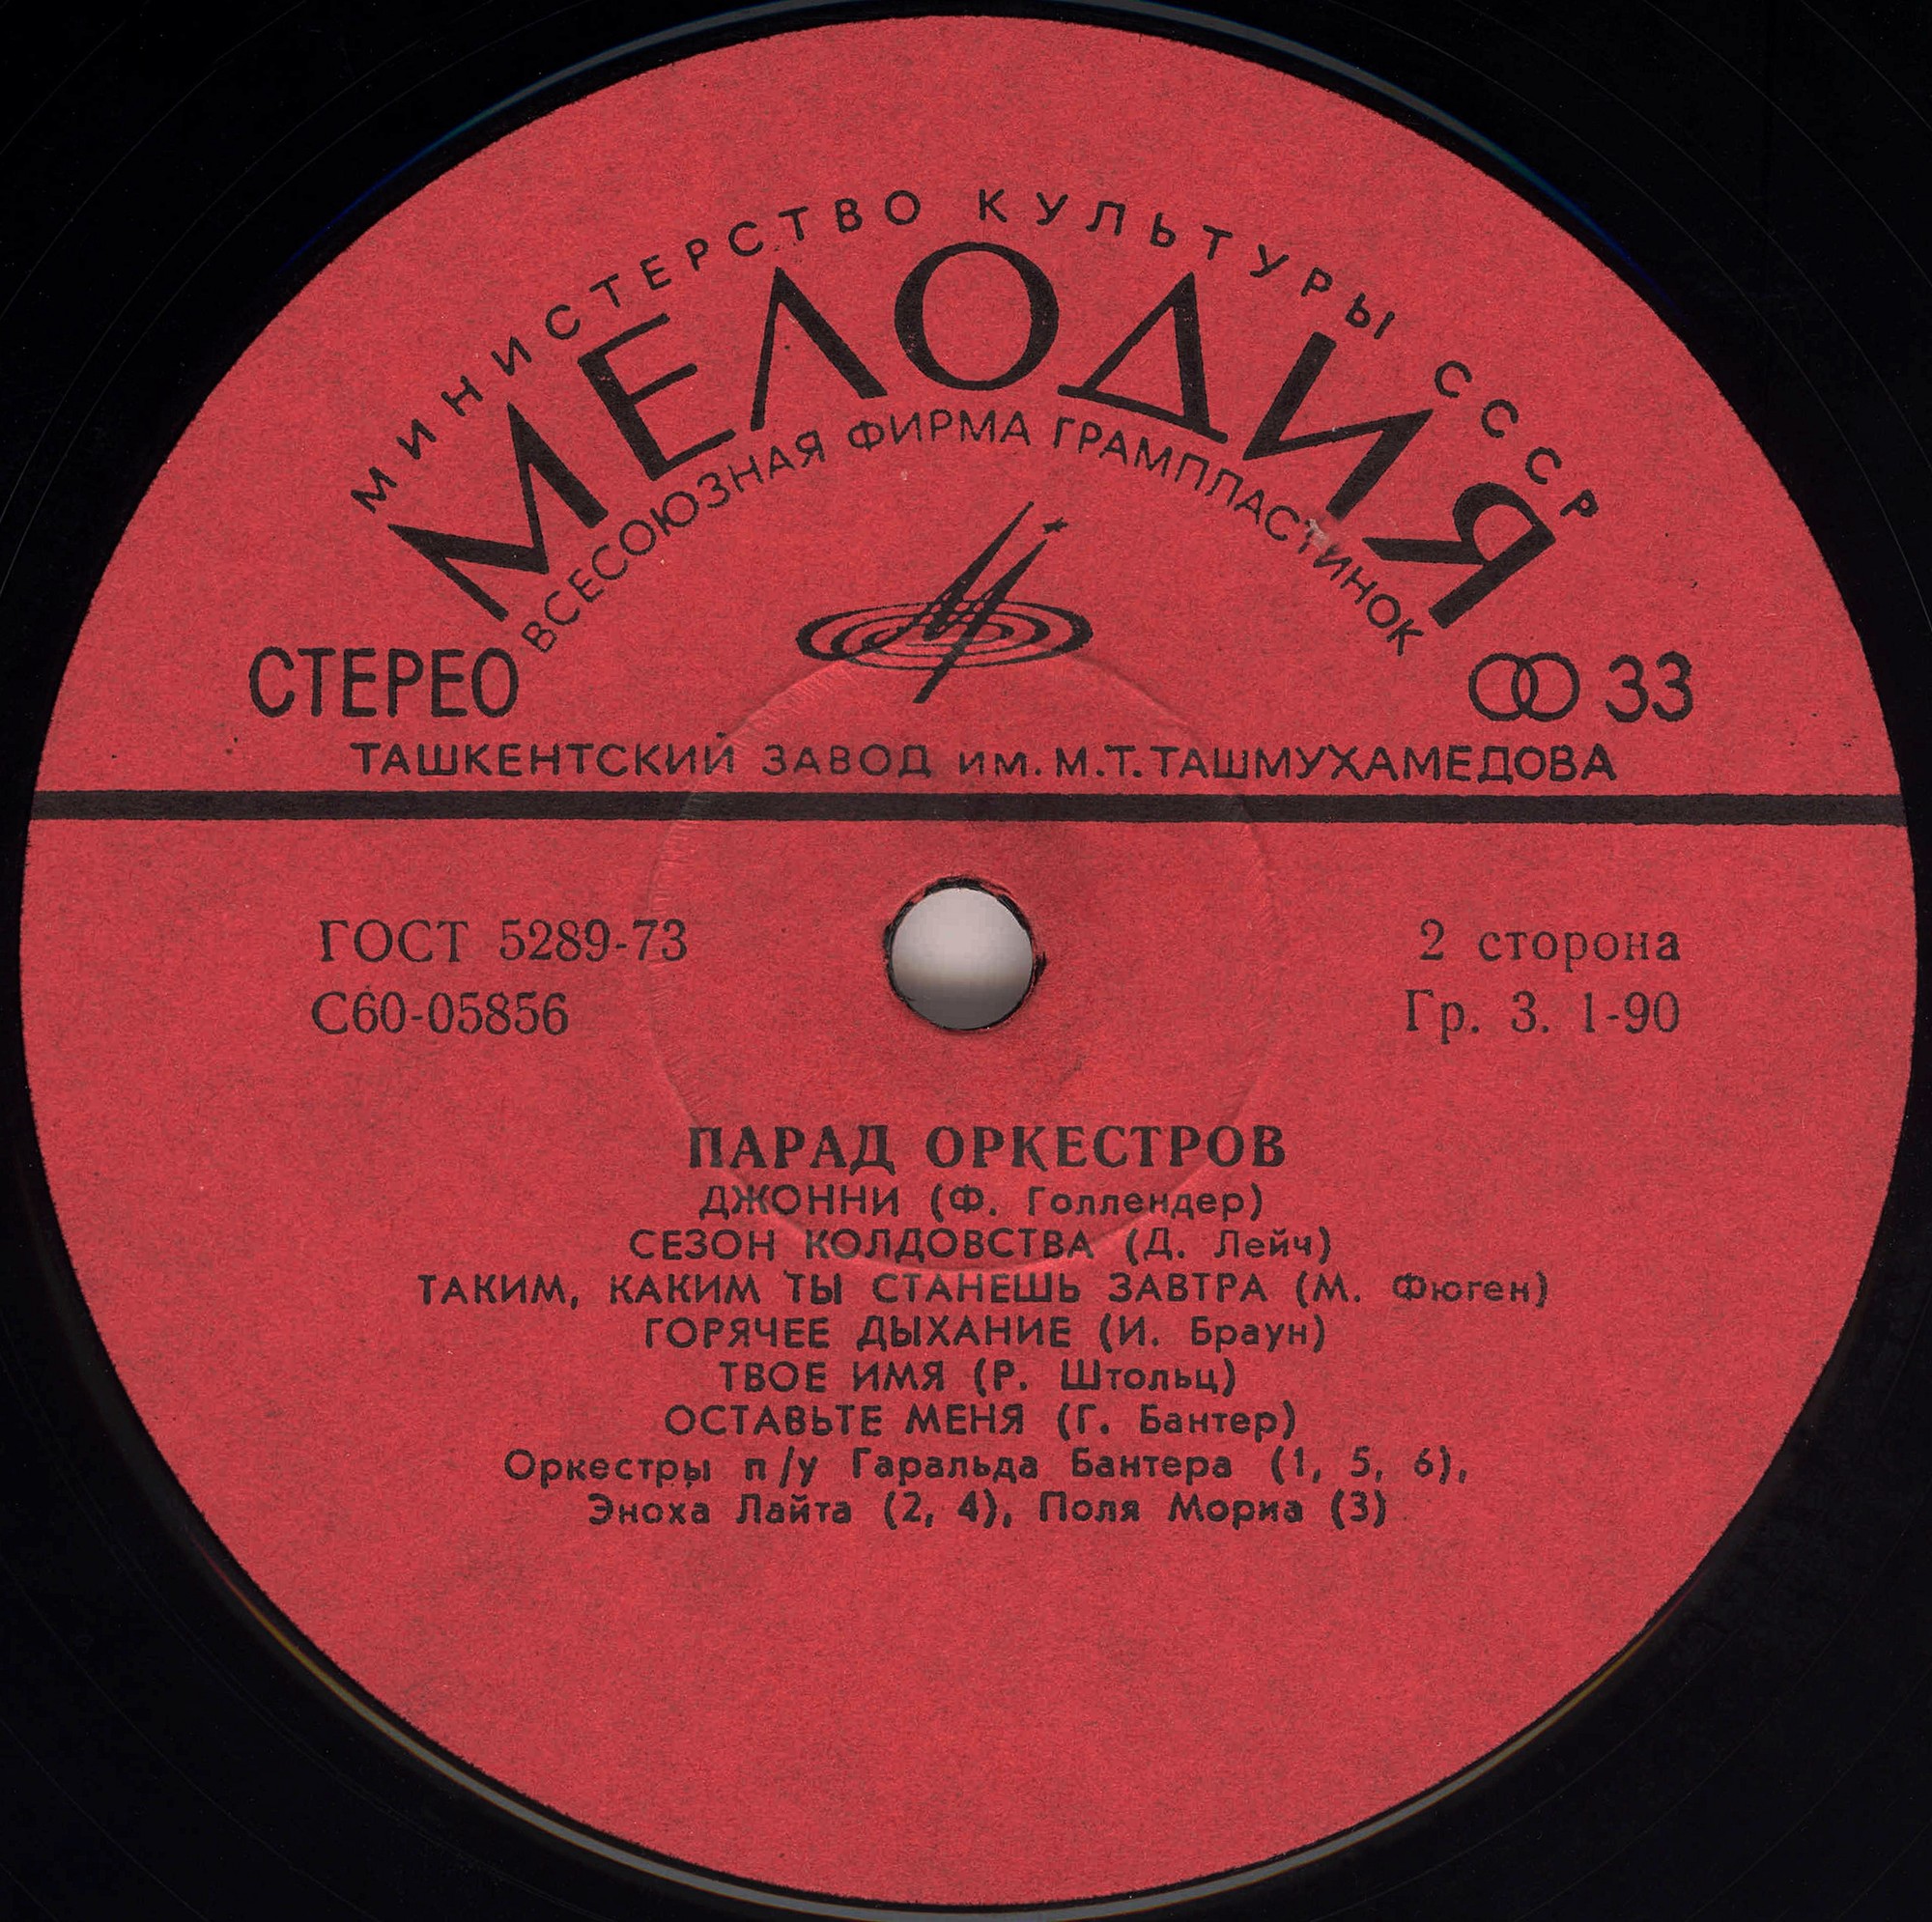 МИНИСТЕРСТВО КУЛЬТУРЫ СССР
МЕЛОДИЯ
ВСЕСОЮЗНАЯ ФИРМА ГРАМПЛАСТИНОК
СТЕРЕО
33
ТАШКЕНТСКИЙ ЗАВОД им. М.Т. ТАШМУХАМЕДОВА
ГОСТ 5289-73
2 сторона
С60-05856
Гр. 3. 1-90
ПАРАД ОРКЕСТРОВ
ДЖОННИ (Ф. Голлендер)
СЕЗОН КОЛДОВСТВА (Д. Лейч)
ТАКИМ, КАКИМ ТЫ СТАНЕШЬ ЗАВТРА (М. Фюген)
ГОРЯЧЕЕ ДЫХАНИЕ (И. Браун)
ТВОЕ ИМЯ (Р. Штольц)
ОСТАВЬТЕ МЕНЯ (Г. Бантер)
Оркестры п/у Гаральда Бантера (1, 5, 6),
Эноха Лайта (2, 4), Поля Мориа (3)